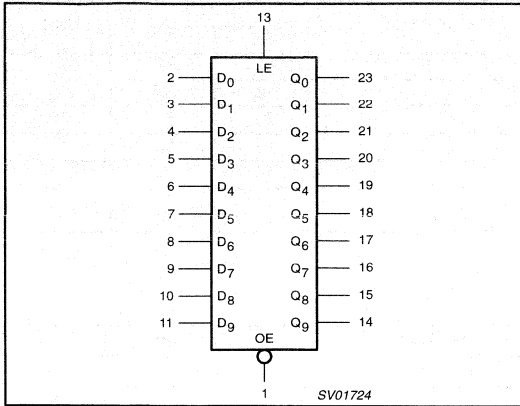 13
LE
2 D0 Q0 23
3 D1 Q1 22
4 D2 Q2 21
5 D3 Q3 20
6 D4 Q4 19
7 D5 Q5 18
8 D6 Q6 17
9 D7 Q7 16
10 D8 Q8 15
11 D9 Q9 14
OE
1
SV01724